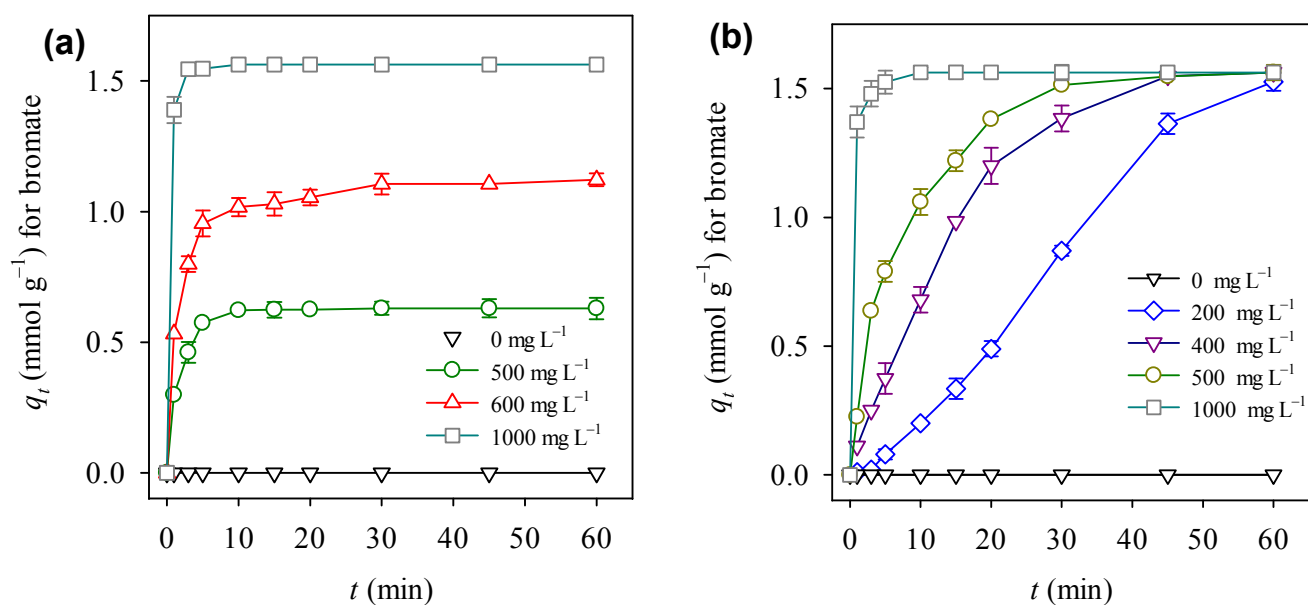 (a)
q_t (mmol g⁻¹) for bromate
1.5
1.0
0.5
0.0
0 mg L⁻¹
500 mg L⁻¹
600 mg L⁻¹
1000 mg L⁻¹
0 10 20 30 40 50 60
t (min)
(b)
q_t (mmol g⁻¹) for bromate
1.5
1.0
0.5
0.0
0 mg L⁻¹
200 mg L⁻¹
400 mg L⁻¹
500 mg L⁻¹
1000 mg L⁻¹
0 10 20 30 40 50 60
t (min)